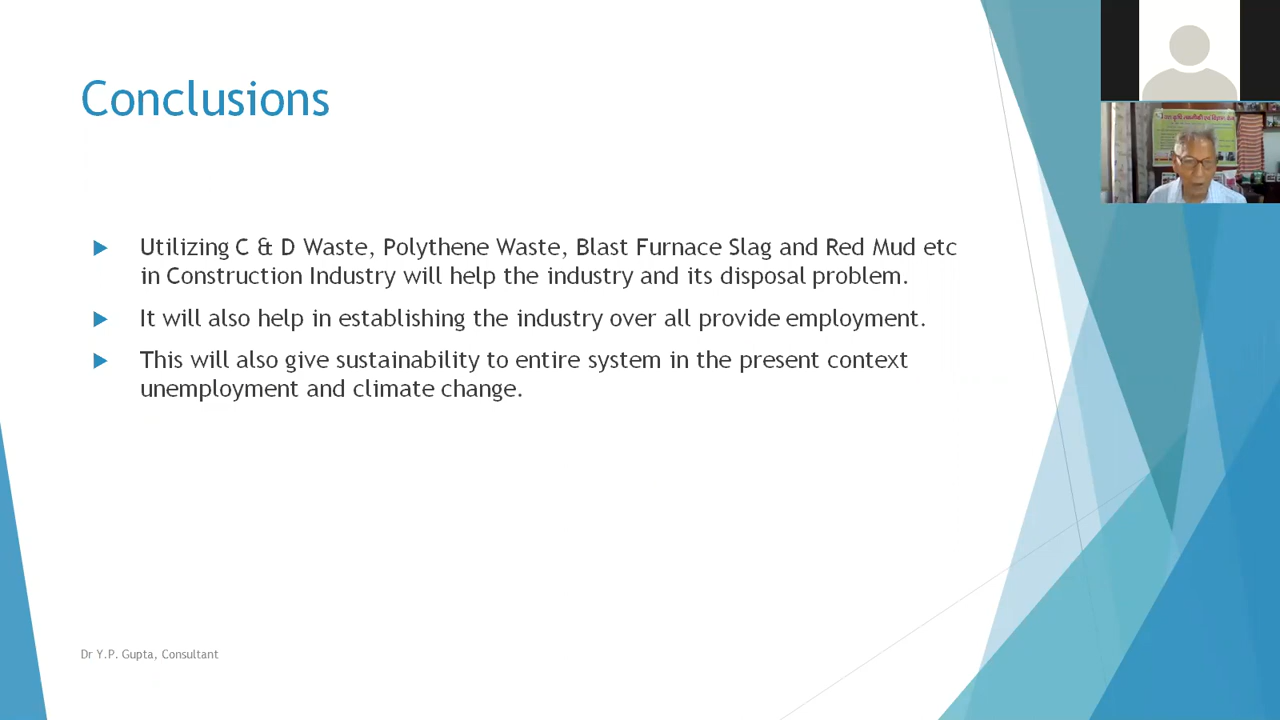 Conclusions
Utilizing C & D Waste, Polythene Waste, Blast Furnace Slag and Red Mud etc
in Construction Industry will help the industry and its disposal problem.
It will also help in establishing the industry over all provide employment.
This will also give sustainability to entire system in the present context
unemployment and climate change.
Dr Y.P. Gupta, Consultant